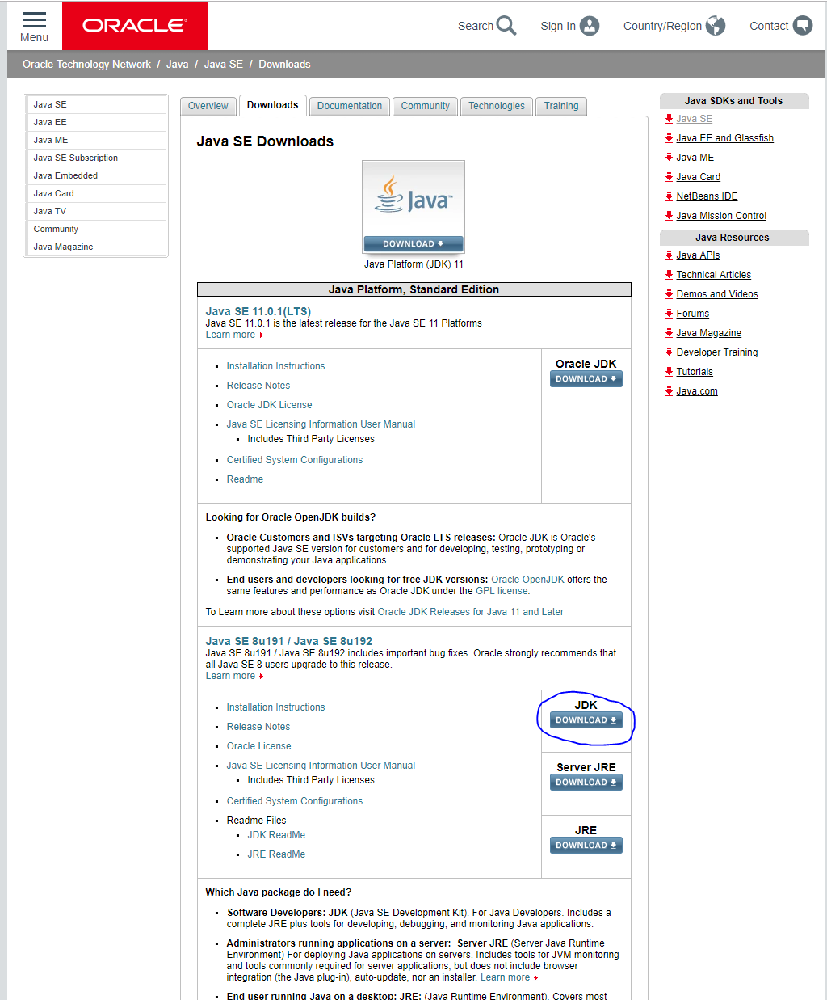 Menu
ORACLE
Search
Sign In
Country/Region
Contact
Oracle Technology Network / Java / Java SE / Downloads
Java SE
Java EE
Java ME
Java SE Subscription
Java Embedded
Java Card
Java TV
Community
Java Magazine
Overview
Downloads
Documentation
Community
Technologies
Training
Java SE Downloads
Java™
DOWNLOAD
Java Platform (JDK) 11
Java Platform, Standard Edition
Java SE 11.0.1(LTS)
Java SE 11.0.1 is the latest release for the Java SE 11 Platforms
Learn more
Installation Instructions
Release Notes
Oracle JDK License
Java SE Licensing Information User Manual
Includes Third Party Licenses
Certified System Configurations
Readme
Oracle JDK
DOWNLOAD
Looking for Oracle OpenJDK builds?
Oracle Customers and ISVs targeting Oracle LTS releases: Oracle JDK is Oracle's
supported Java SE version for customers and for developing, testing, prototyping or
demonstrating your Java applications.
End users and developers looking for free JDK versions: Oracle OpenJDK offers the
same features and performance as Oracle JDK under the GPL license.
To Learn more about these options visit Oracle JDK Releases for Java 11 and Later
Java SE 8u191 / Java SE 8u192
Java SE 8u191 / Java SE 8u192 includes important bug fixes. Oracle strongly recommends that
all Java SE 8 users upgrade to this release.
Learn more
Installation Instructions
Release Notes
Oracle License
Java SE Licensing Information User Manual
Includes Third Party Licenses
Certified System Configurations
Readme Files
JDK ReadMe
JRE ReadMe
JDK
DOWNLOAD
Server JRE
DOWNLOAD
JRE
DOWNLOAD
Which Java package do I need?
Software Developers: JDK (Java SE Development Kit). For Java Developers. Includes a
complete JRE plus tools for developing, debugging, and monitoring Java applications.
Administrators running applications on a server: Server JRE (Server Java Runtime
Environment) For deploying Java applications on servers. Includes tools for JVM monitoring
and tools commonly required for server applications, but does not include browser
integration (the Java plug-in), auto-update, nor an installer. Learn more
End user running Java on a desktop: JRE: (Java Runtime Environment). Covers most
Java SDKs and Tools
Java SE
Java EE and Glassfish
Java ME
Java Card
NetBeans IDE
Java Mission Control
Java Resources
Java APIs
Technical Articles
Demos and Videos
Forums
Java Magazine
Developer Training
Tutorials
Java.com